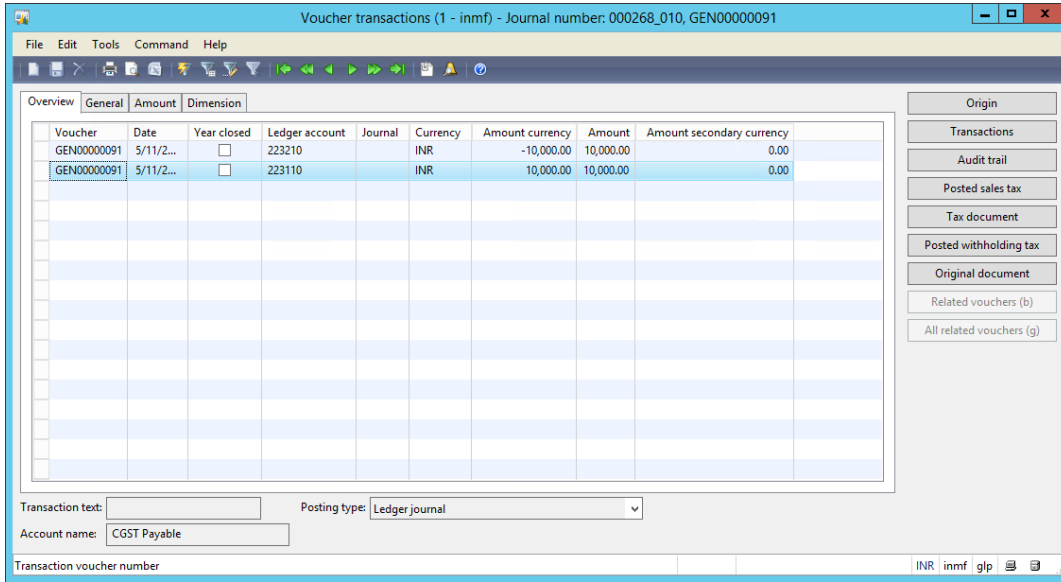 Voucher transactions (1 - inmf) - Journal number: 000268_010, GEN00000091
File Edit Tools Command Help
Overview General Amount Dimension
Voucher Date Year closed Ledger account Journal Currency Amount currency Amount Amount secondary currency
GEN00000091 5/11/2... 223210 INR -10,000.00 10,000.00 0.00
GEN00000091 5/11/2... 223110 INR 10,000.00 10,000.00 0.00
Origin
Transactions
Audit trail
Posted sales tax
Tax document
Posted withholding tax
Original document
Related vouchers (b)
All related vouchers (g)
Transaction text: Posting type: Ledger journal
Account name: CGST Payable
Transaction voucher number INR inmf glp